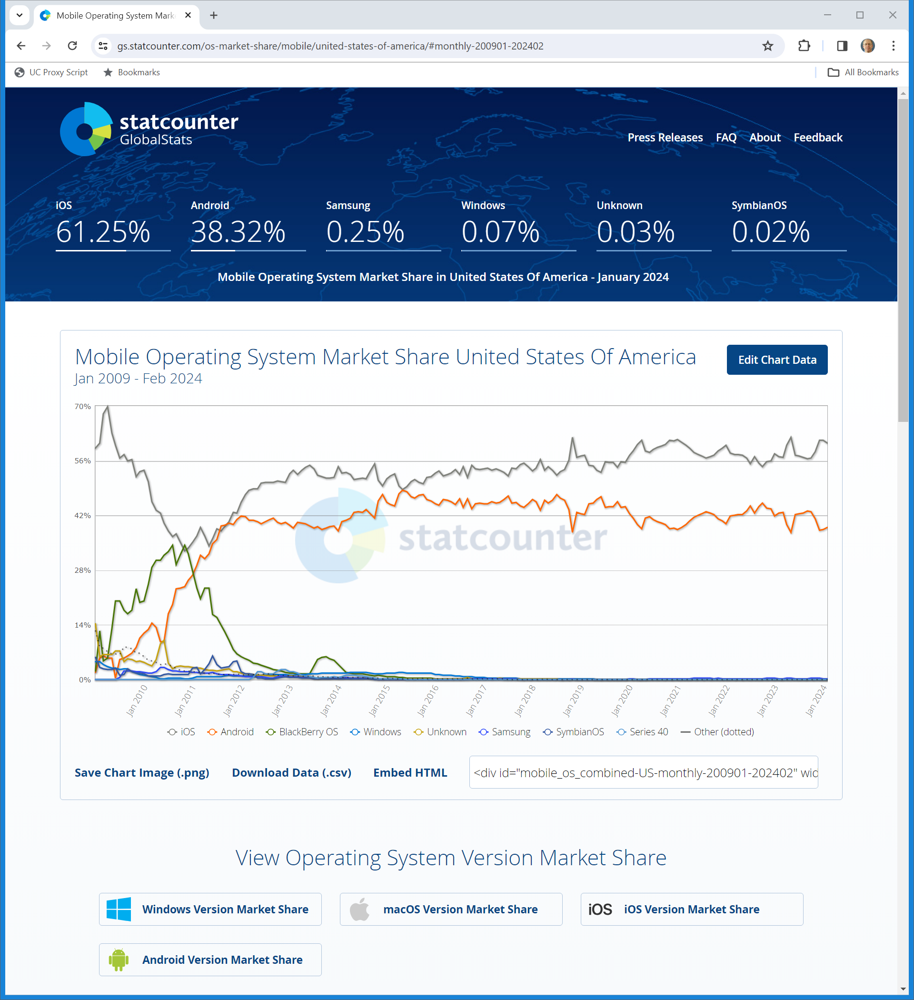 Mobile Operating System Mark
gs.statcounter.com/os-market-share/mobile/united-states-of-america/#monthly-200901-202402
UC Proxy Script Bookmarks All Bookmarks
statcounter
GlobalStats
Press Releases FAQ About Feedback
iOS Android Samsung Windows Unknown SymbianOS
61.25% 38.32% 0.25% 0.07% 0.03% 0.02%
Mobile Operating System Market Share in United States Of America - January 2024
Mobile Operating System Market Share United States Of America
Edit Chart Data
Jan 2009 - Feb 2024
70%
56%
42%
statcounter
28%
14%
0%
Jan 2010 Jan 2011 Jan 2012 Jan 2013 Jan 2014 Jan 2015 Jan 2016 Jan 2017 Jan 2018 Jan 2019 Jan 2020 Jan 2021 Jan 2022 Jan 2023 Jan 2024
iOS Android BlackBerry OS Windows Unknown Samsung SymbianOS Series 40 Other (dotted)
Save Chart Image (.png) Download Data (.csv) Embed HTML <div id="mobile_os_combined-US-monthly-200901-202402" wid
View Operating System Version Market Share
Windows Version Market Share macOS Version Market Share iOS iOS Version Market Share
Android Version Market Share